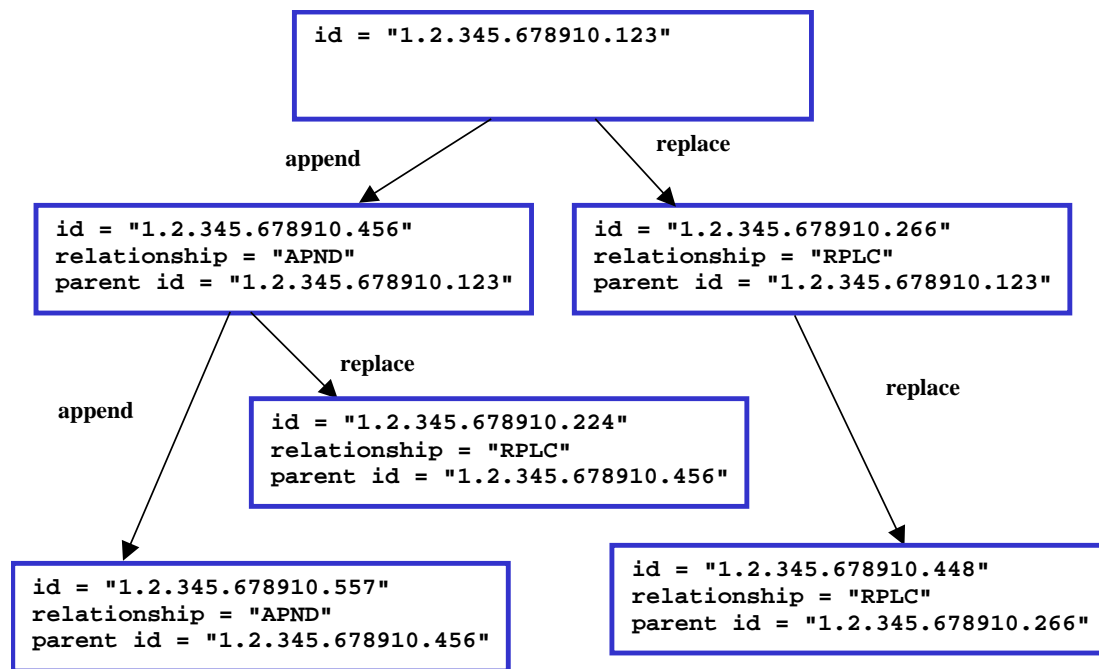 id = "1.2.345.678910.123"
append
replace
id = "1.2.345.678910.456"
relationship = "APND"
parent id = "1.2.345.678910.123"
id = "1.2.345.678910.266"
relationship = "RPLC"
parent id = "1.2.345.678910.123"
append
replace
replace
id = "1.2.345.678910.224"
relationship = "RPLC"
parent id = "1.2.345.678910.456"
id = "1.2.345.678910.557"
relationship = "APND"
parent id = "1.2.345.678910.456"
id = "1.2.345.678910.448"
relationship = "RPLC"
parent id = "1.2.345.678910.266"